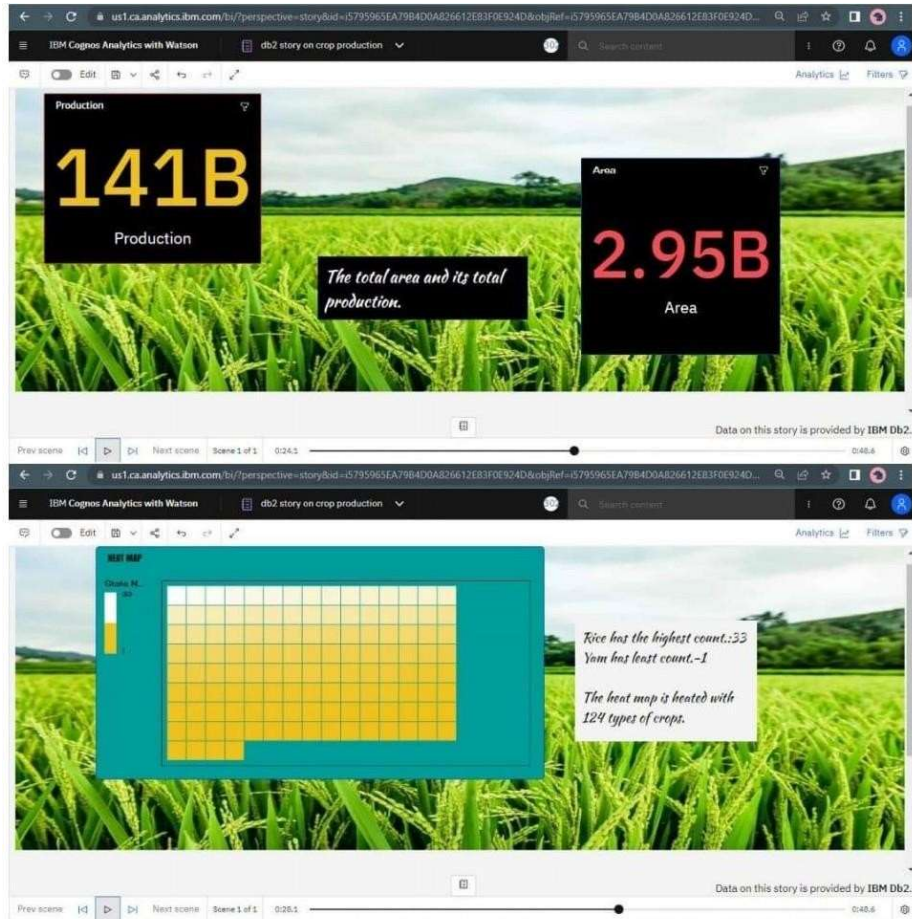 us1.ca.analytics.ibm.com/bi/?perspective=story&id=i5795965EA79B4D0A826612E83F0E924D&objRef=i5795965EA79B4D0A826612E83F0E924D...
IBM Cognos Analytics with Watson db2 story on crop production Search content
Edit Analytics Filters
Production
141B
Production
Area
2.95B
Area
The total area and its total
production.
Data on this story is provided by IBM Db2.
Prev scene Next scene Scene 1 of 1 0:24.1 0:48.6
us1.ca.analytics.ibm.com/bi/?perspective=story&id=i5795965EA79B4D0A826612E83F0E924D&objRef=i5795965EA79B4D0A826612E83F0E924D...
IBM Cognos Analytics with Watson db2 story on crop production Search content
Edit Analytics Filters
HEAT MAP
Rice has the highest count.:33
Yam has least count.-1
The heat map is heated with
124 types of crops.
Data on this story is provided by IBM Db2.
Prev scene Next scene Scene 1 of 1 0:28.1 0:48.6